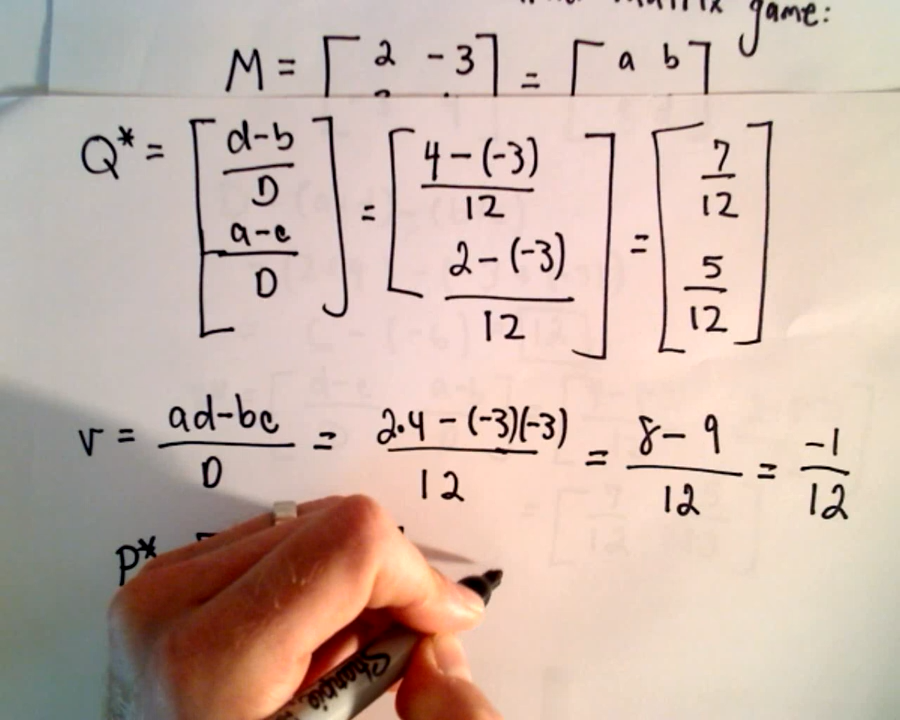 matrix game:
M = [ 2 -3 ] = [ a b ]
Q* = [ d-b/D a-c/D ] = [ 4-(-3)/12 2-(-3)/12 ] = [ 7/12 5/12 ]
v = ad-bc/D = 2·4-(-3)(-3)/12 = 8-9/12 = -1/12
P*
Sharpie